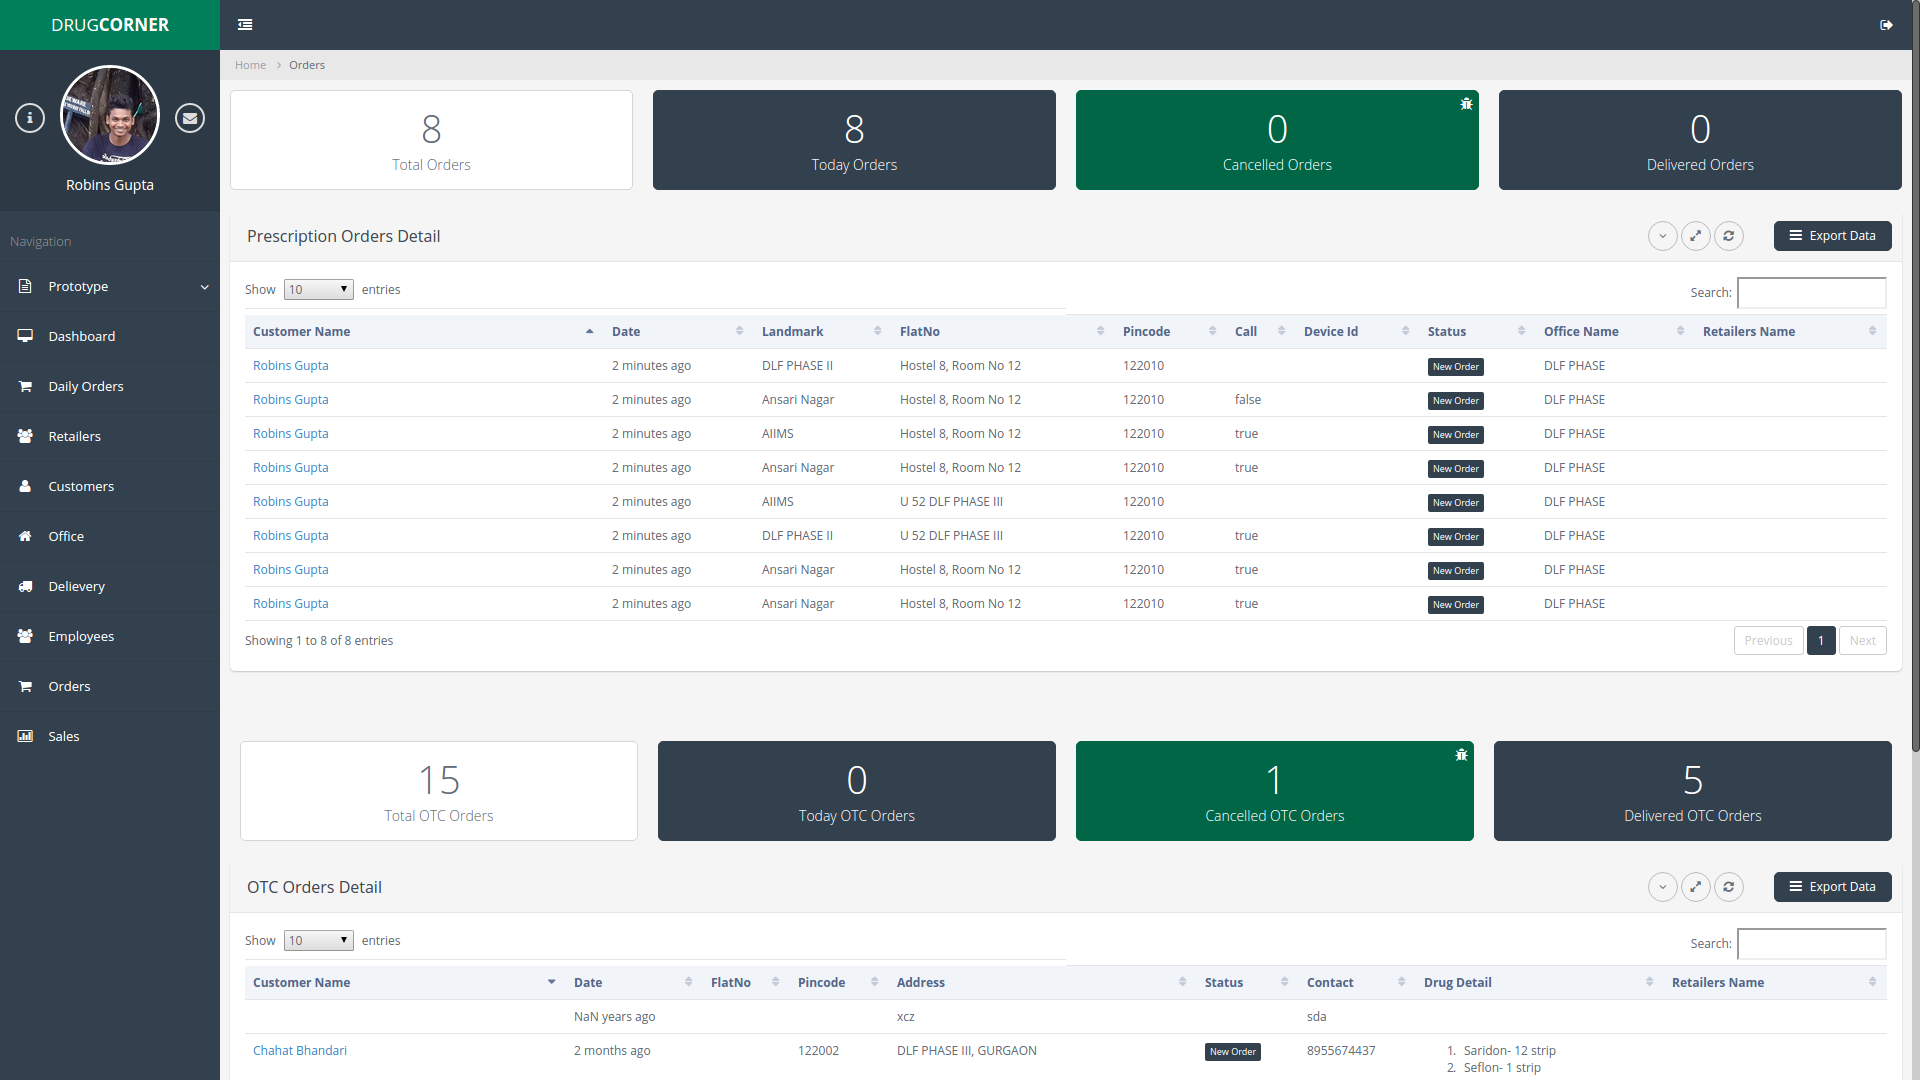 DRUGCORNER
Robins Gupta
Navigation
Prototype
Dashboard
Daily Orders
Retailers
Customers
Office
Delievery
Employees
Orders
Sales
Home > Orders
8
Total Orders
8
Today Orders
0
Cancelled Orders
0
Delivered Orders
Prescription Orders Detail
Export Data
Show 10 entries
Search:
Customer Name Date Landmark FlatNo Pincode Call Device Id Status Office Name Retailers Name
Robins Gupta 2 minutes ago DLF PHASE II Hostel 8, Room No 12 122010 New Order DLF PHASE
Robins Gupta 2 minutes ago Ansari Nagar Hostel 8, Room No 12 122010 false New Order DLF PHASE
Robins Gupta 2 minutes ago AIIMS Hostel 8, Room No 12 122010 true New Order DLF PHASE
Robins Gupta 2 minutes ago Ansari Nagar Hostel 8, Room No 12 122010 true New Order DLF PHASE
Robins Gupta 2 minutes ago AIIMS U 52 DLF PHASE III 122010 New Order DLF PHASE
Robins Gupta 2 minutes ago DLF PHASE II U 52 DLF PHASE III 122010 true New Order DLF PHASE
Robins Gupta 2 minutes ago Ansari Nagar Hostel 8, Room No 12 122010 true New Order DLF PHASE
Robins Gupta 2 minutes ago Ansari Nagar Hostel 8, Room No 12 122010 true New Order DLF PHASE
Showing 1 to 8 of 8 entries
Previous 1 Next
15
Total OTC Orders
0
Today OTC Orders
1
Cancelled OTC Orders
5
Delivered OTC Orders
OTC Orders Detail
Export Data
Show 10 entries
Search:
Customer Name Date FlatNo Pincode Address Status Contact Drug Detail Retailers Name
NaN years ago xcz sda
Chahat Bhandari 2 months ago 122002 DLF PHASE III, GURGAON New Order 8955674437 1. Saridon- 12 strip
2. Seflon- 1 strip